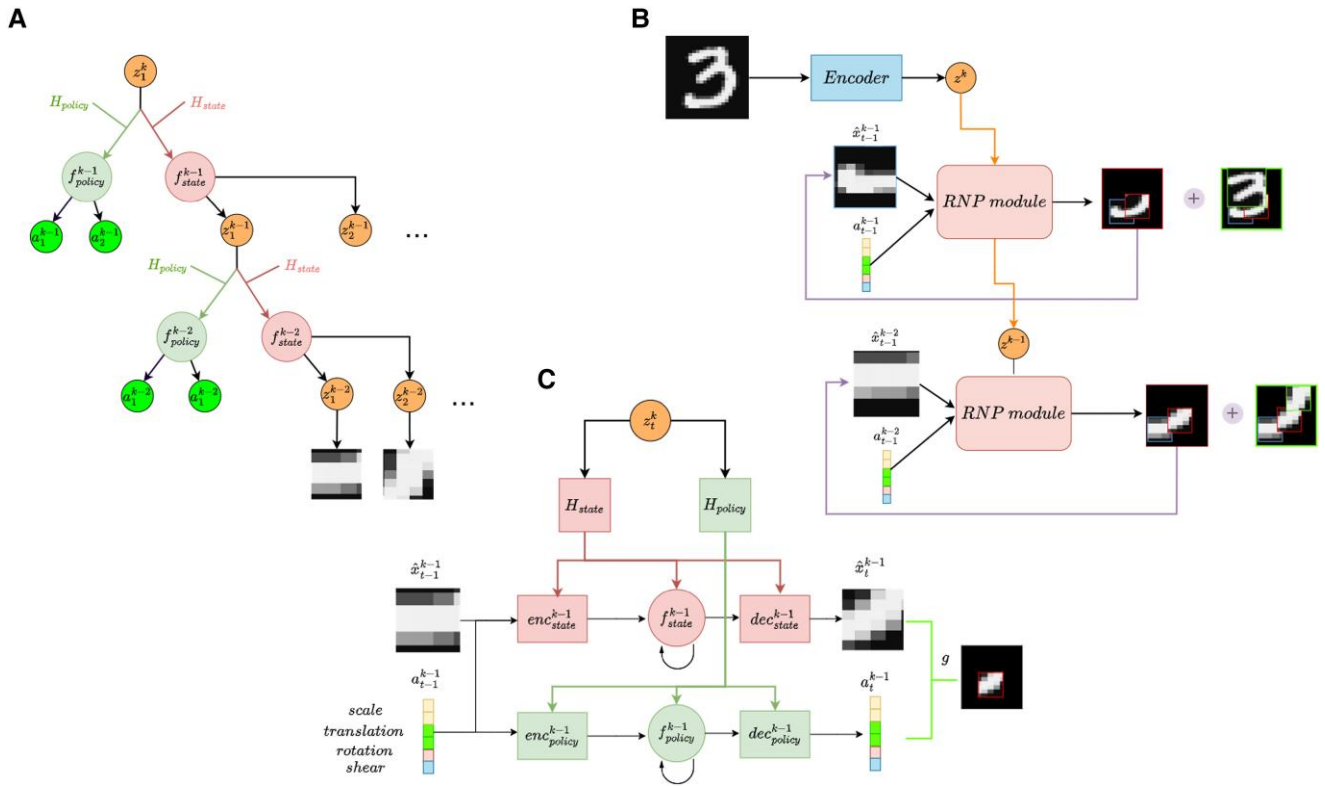 A
z_1^k
H_policy
H_state
f_policy^{k-1}
f_state^{k-1}
a_1^{k-1}
a_2^{k-1}
z_1^{k-1}
z_2^{k-1}
...
H_policy
H_state
f_policy^{k-2}
f_state^{k-2}
a_1^{k-2}
a_1^{k-2}
z_1^{k-2}
z_2^{k-2}
...
B
3
Encoder
z^k
x̂_{t-1}^{k-1}
RNP module
+
3
a_{t-1}^{k-1}
z^{k-1}
x̂_{t-1}^{k-2}
RNP module
+
a_{t-1}^{k-2}
C
z_t^k
H_state
H_policy
x̂_{t-1}^{k-1}
enc_state^{k-1}
f_state^{k-1}
dec_state^{k-1}
x̂_t^{k-1}
g
a_{t-1}^{k-1}
scale
translation
rotation
shear
enc_policy^{k-1}
f_policy^{k-1}
dec_policy^{k-1}
a_t^{k-1}